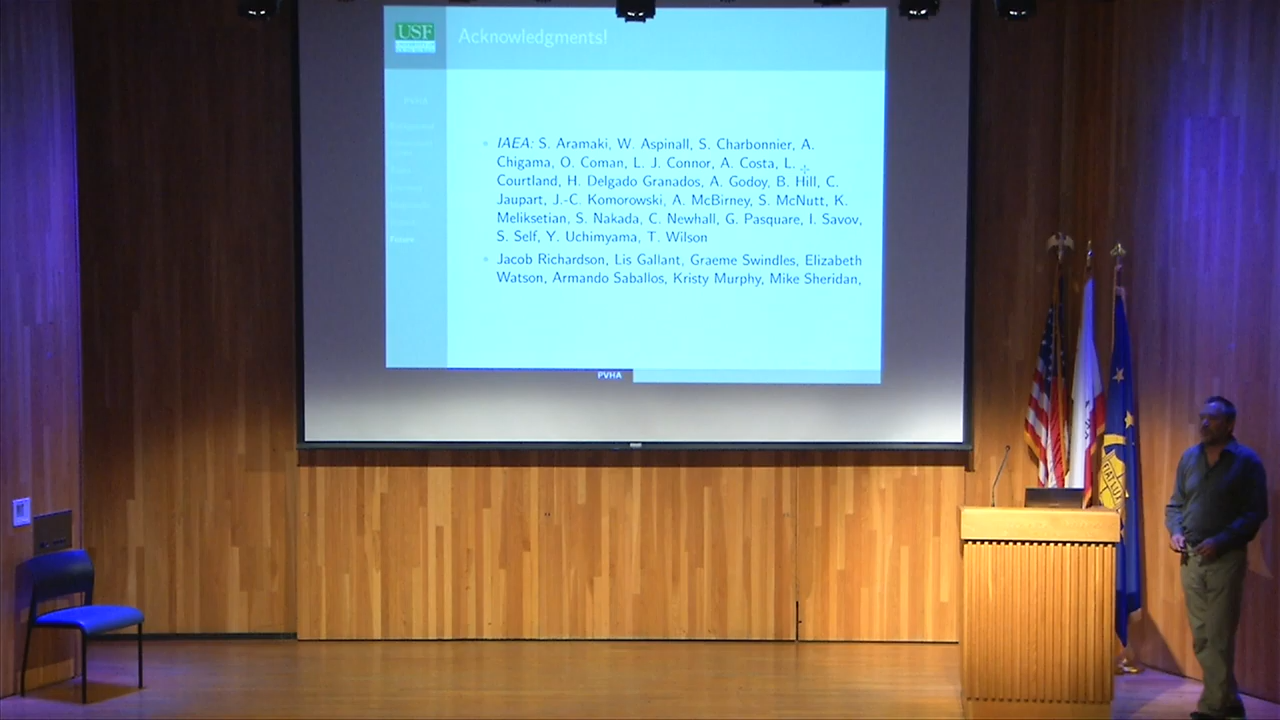 USF
Acknowledgments!
PVHA
Future
IAEA: S. Aramaki, W. Aspinall, S. Charbonnier, A.
Chigama, O. Coman, L. J. Connor, A. Costa, L.
Courtland, H. Delgado Granados, A. Godoy, B. Hill, C.
Jaupart, J.-C. Komorowski, A. McBirney, S. McNutt, K.
Meliksetian, S. Nakada, C. Newhall, G. Pasquare, I. Savov,
S. Self, Y. Uchimyama, T. Wilson
Jacob Richardson, Lis Gallant, Graeme Swindles, Elizabeth
Watson, Armando Saballos, Kristy Murphy, Mike Sheridan,
PVHA